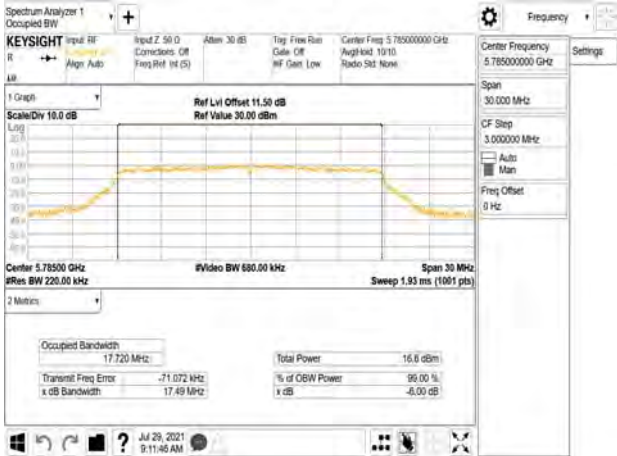 Spectrum Analyzer 1
Occupied BW
+
Frequency
KEYSIGHT Input: RF
R
Align: Auto
Input Z: 50 Ω
Corrections: Off
Freq Ref: Int (S)
Atten: 30 dB
Trig: Free Run
Gate: Off
#IF Gain: Low
Center Freq: 5.785000000 GHz
Avg|Hold: 10/10
Radio Std: None
Center Frequency
5.785000000 GHz
Settings
Span
30.000 MHz
CF Step
3.000000 MHz
Auto
Man
Freq Offset
0 Hz
1 Graph
Scale/Div 10.0 dB
Log
Ref Lvl Offset 11.50 dB
Ref Value 30.00 dBm
Center 5.78500 GHz
#Res BW 220.00 kHz
#Video BW 680.00 kHz
Span 30 MHz
Sweep 1.93 ms (1001 pts)
2 Metrics
Occupied Bandwidth
17.720 MHz
Transmit Freq Error -71.072 kHz
x dB Bandwidth 17.49 MHz
Total Power 16.6 dBm
% of OBW Power 99.00 %
x dB -6.00 dB
?
Jul 29, 2021
9:11:46 AM